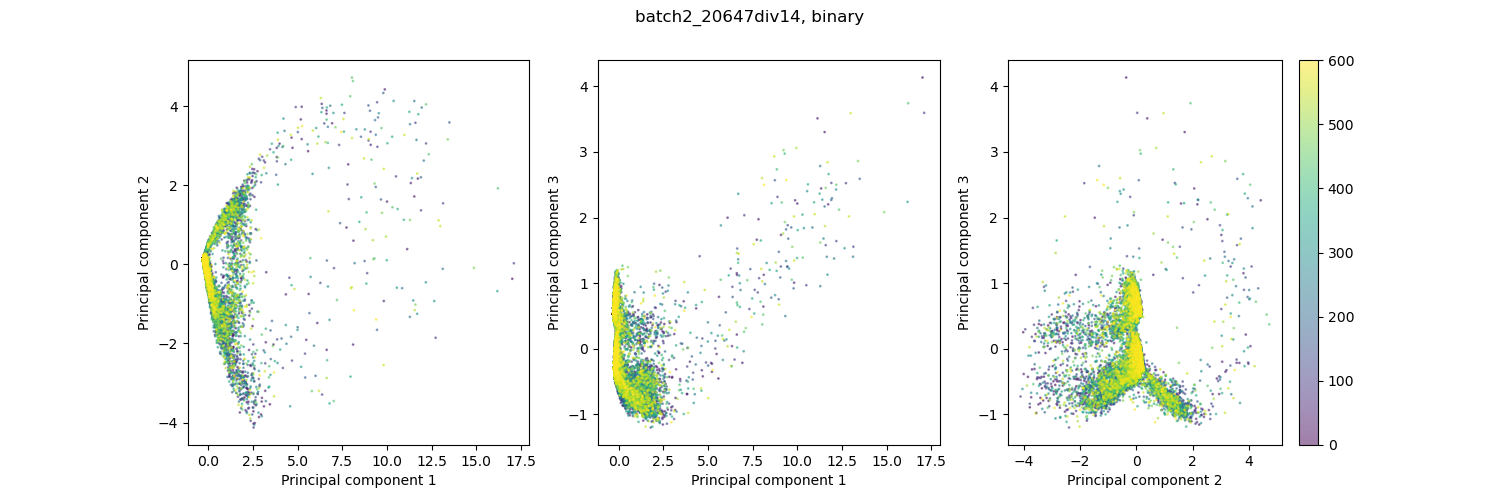 batch2_20647div14, binary
Principal component 2
4
2
0
−2
−4
0.0 2.5 5.0 7.5 10.0 12.5 15.0 17.5
Principal component 1
Principal component 3
4
3
2
1
0
−1
0.0 2.5 5.0 7.5 10.0 12.5 15.0 17.5
Principal component 1
Principal component 3
4
3
2
1
0
−1
−4 −2 0 2 4
Principal component 2
600
500
400
300
200
100
0